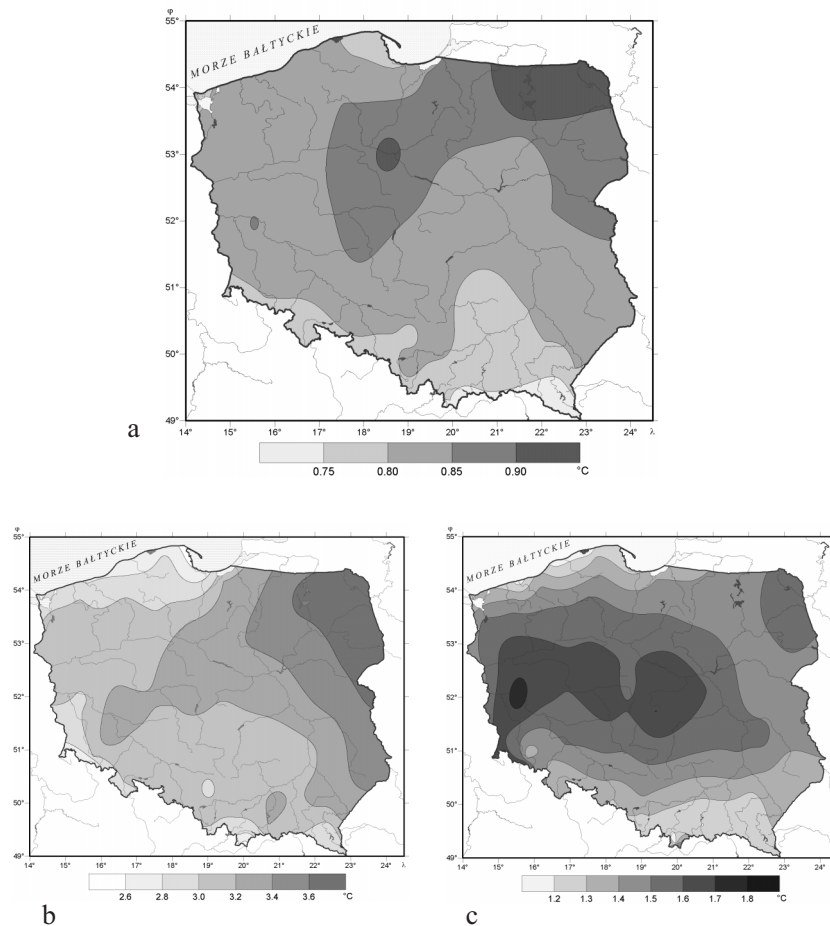 φ
55°
MORZE BAŁTYCKIE
54°
53°
52°
51°
50°
49°
14° 15° 16° 17° 18° 19° 20° 21° 22° 23° 24° λ
a
0.75 0.80 0.85 0.90 °C
φ
55°
MORZE BAŁTYCKIE
54°
53°
52°
51°
50°
49°
14° 15° 16° 17° 18° 19° 20° 21° 22° 23° 24° λ
2.6 2.8 3.0 3.2 3.4 3.6 °C
b
φ
55°
MORZE BAŁTYCKIE
54°
53°
52°
51°
50°
49°
14° 15° 16° 17° 18° 19° 20° 21° 22° 23° 24° λ
1.2 1.3 1.4 1.5 1.6 1.7 1.8 °C
c